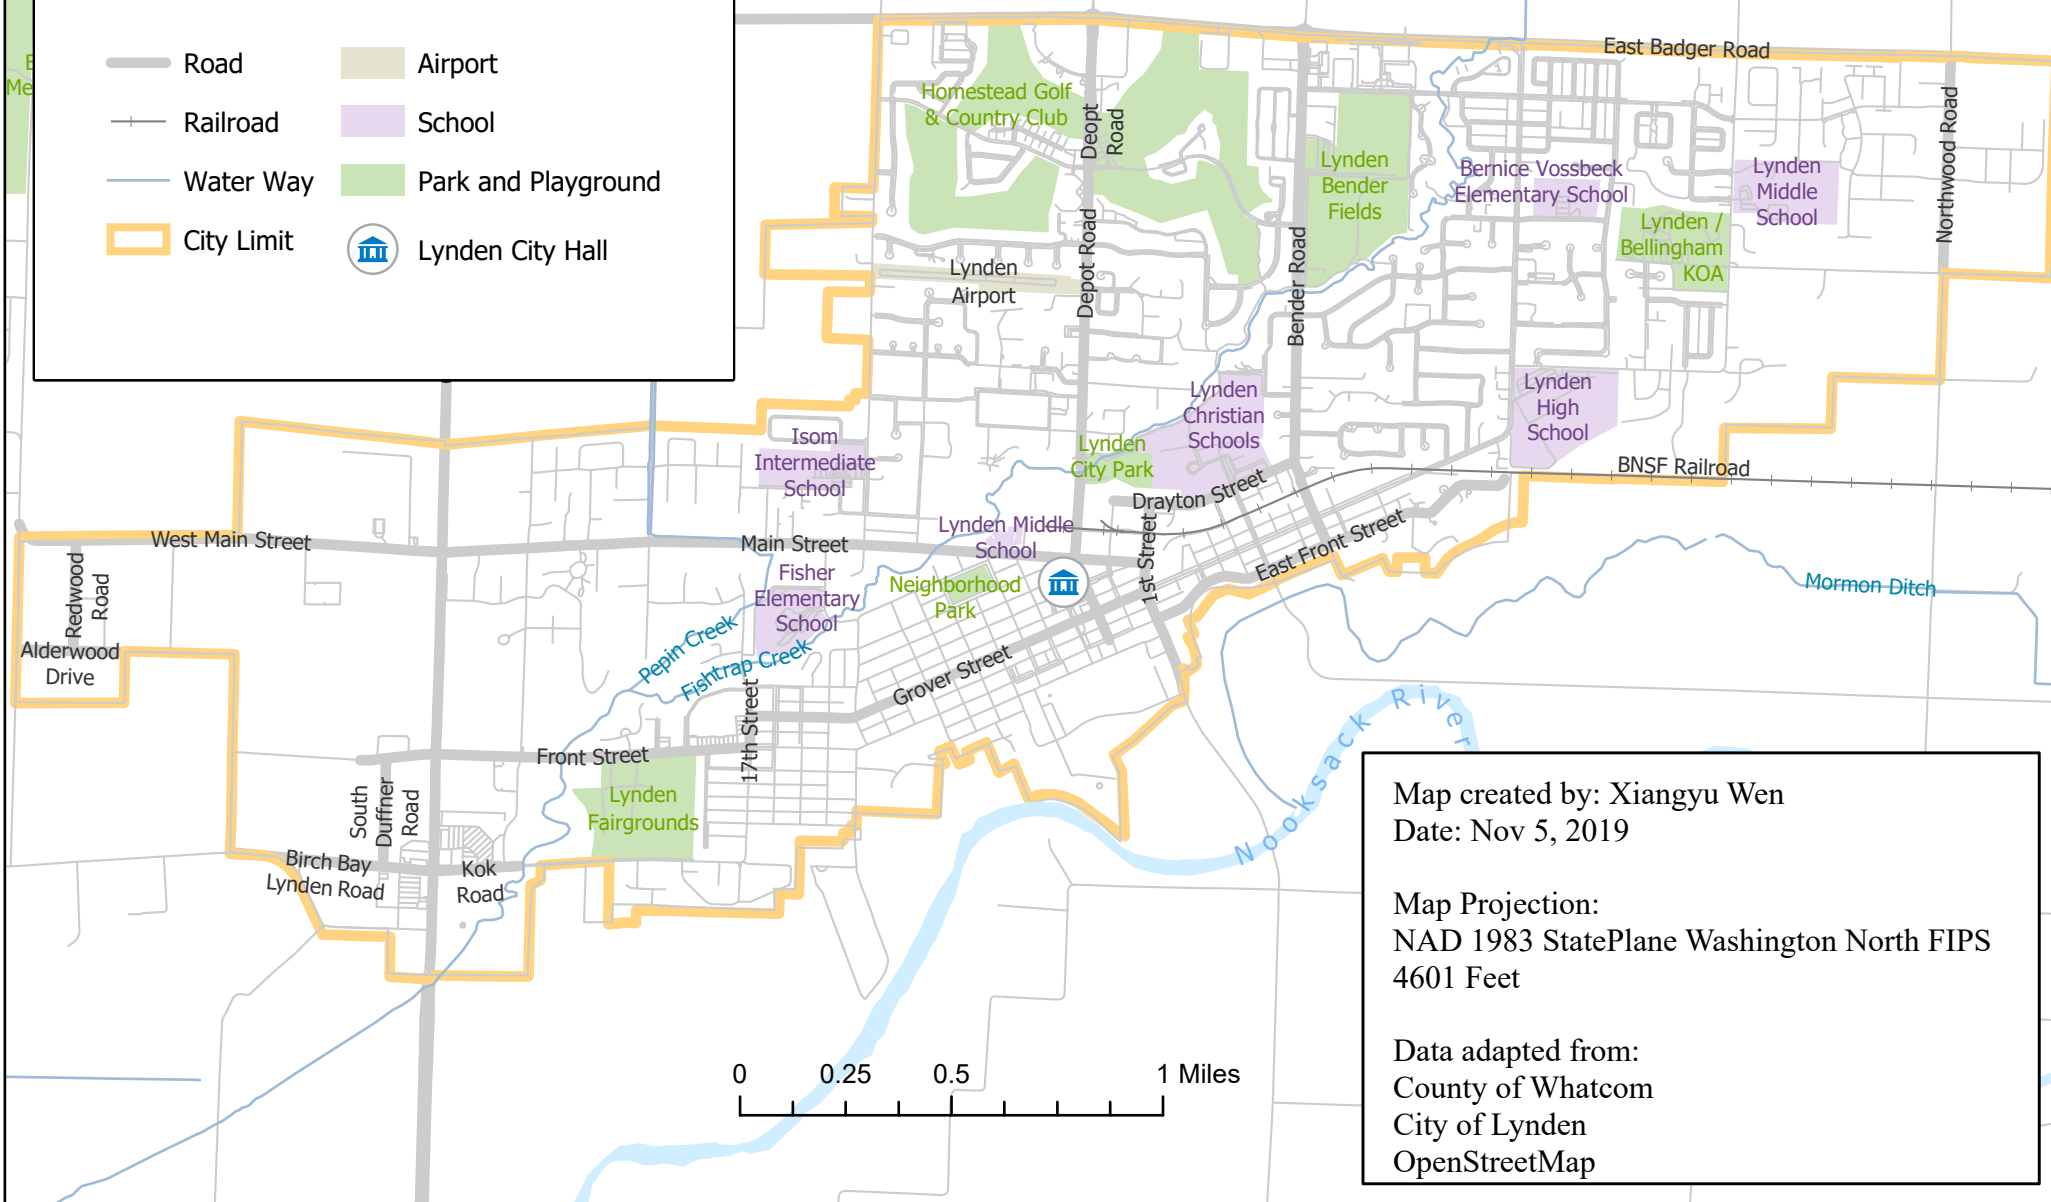 Road
Railroad
Water Way
City Limit
Airport
School
Park and Playground
Lynden City Hall
East Badger Road
Homestead Golf
& Country Club
Deopt
Road
Lynden
Bender
Fields
Bernice Vossbeck
Elementary School
Lynden
Middle
School
Northwood Road
Lynden /
Bellingham
KOA
Lynden
Airport
Depot Road
Bender Road
Lynden
Christian
Schools
Lynden
High
School
Isom
Intermediate
School
Lynden
City Park
BNSF Railroad
Drayton Street
Lynden Middle
School
West Main Street
Main Street
1st Street
East Front Street
Redwood
Road
Fisher
Elementary
School
Neighborhood
Park
Mormon Ditch
Alderwood
Drive
Pepin Creek
Fishtrap Creek
Grover Street
17th Street
Front Street
Nooksack River
South
Duffner
Road
Lynden
Fairgrounds
Birch Bay
Lynden Road
Kok
Road
0 0.25 0.5 1 Miles
Map created by: Xiangyu Wen
Date: Nov 5, 2019
Map Projection:
NAD 1983 StatePlane Washington North FIPS
4601 Feet
Data adapted from:
County of Whatcom
City of Lynden
OpenStreetMap